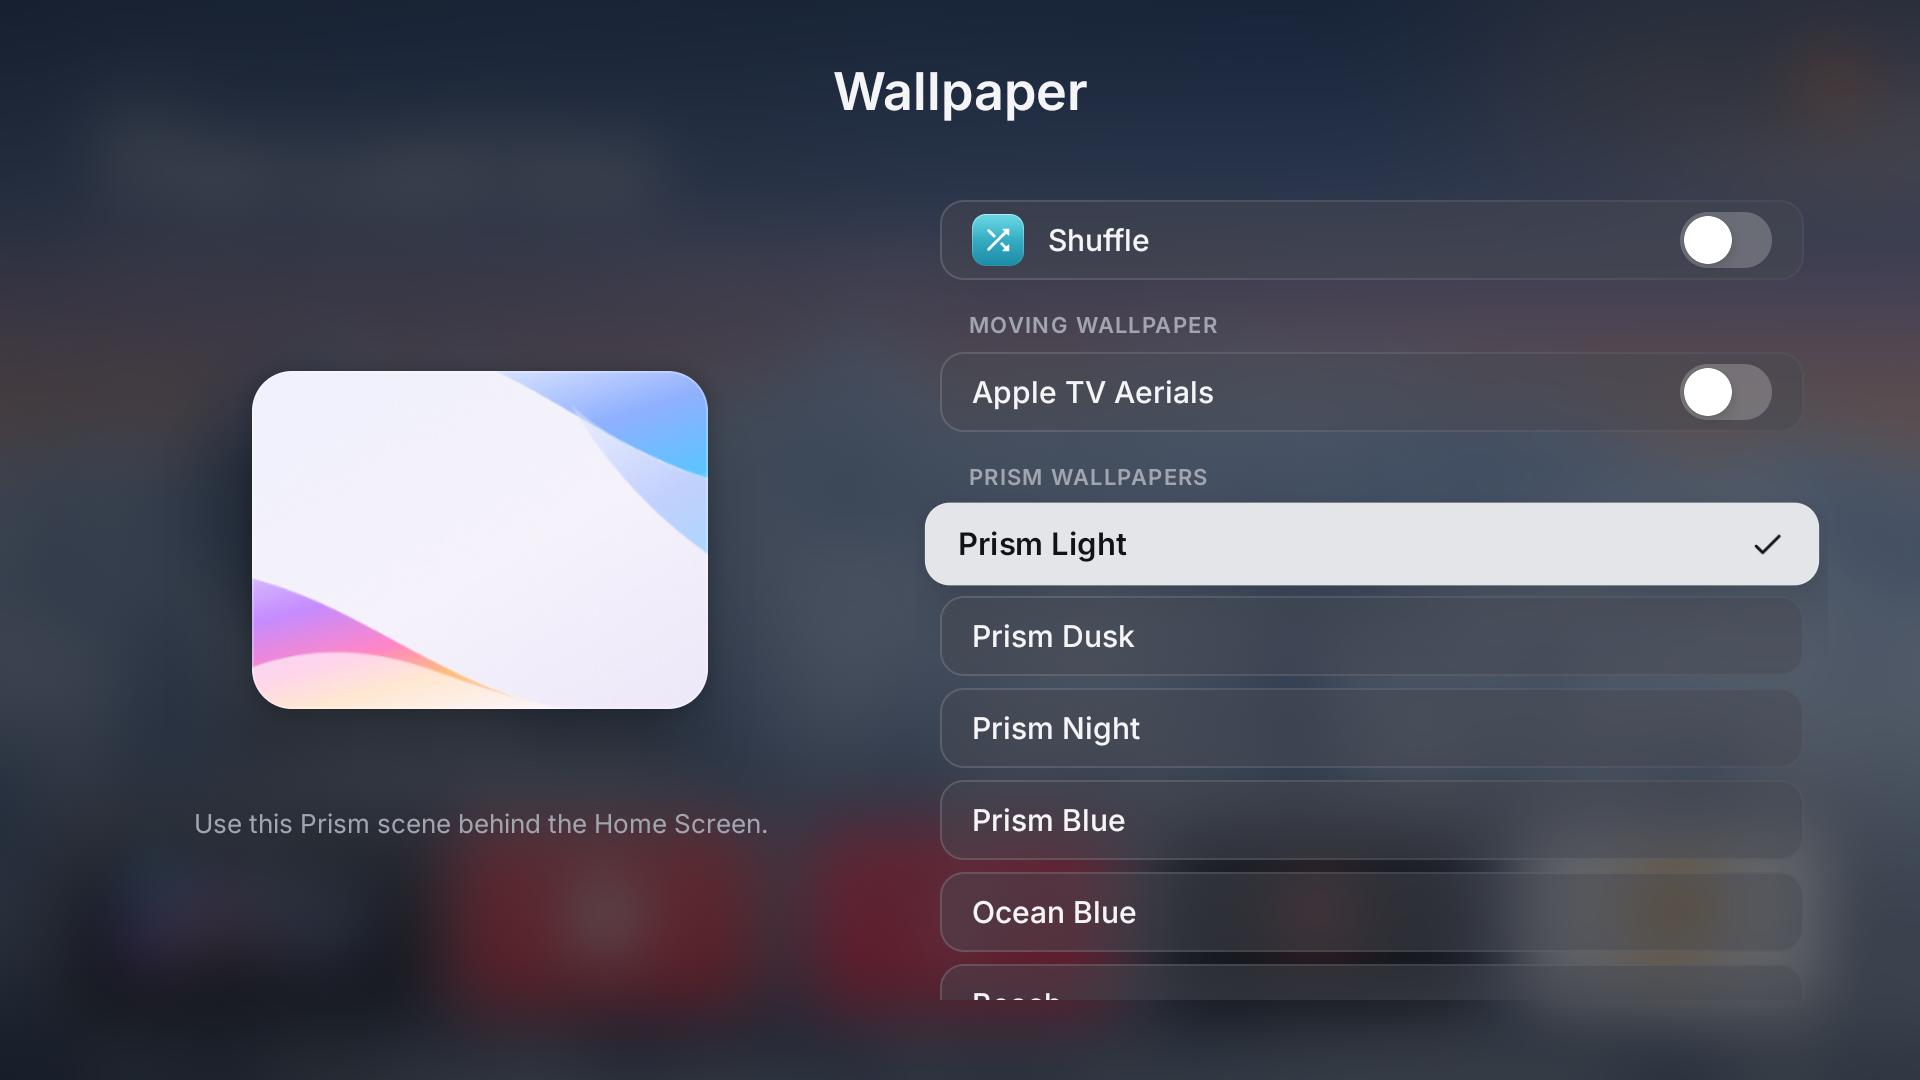 Wallpaper
Shuffle
MOVING WALLPAPER
Apple TV Aerials
PRISM WALLPAPERS
Prism Light
Prism Dusk
Prism Night
Prism Blue
Ocean Blue
Use this Prism scene behind the Home Screen.